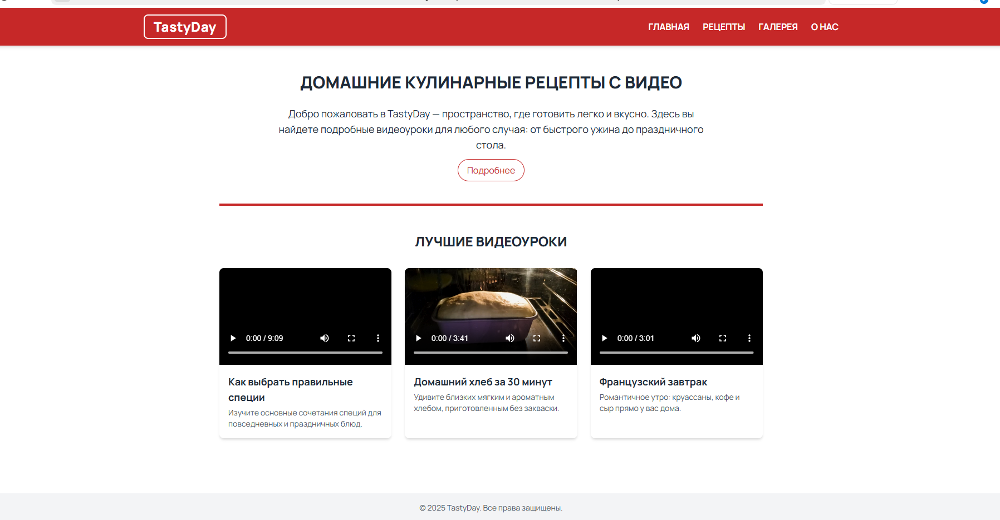 TastyDay
ГЛАВНАЯ РЕЦЕПТЫ ГАЛЕРЕЯ О НАС
ДОМАШНИЕ КУЛИНАРНЫЕ РЕЦЕПТЫ С ВИДЕО
Добро пожаловать в TastyDay — пространство, где готовить легко и вкусно. Здесь вы
найдете подробные видеоуроки для любого случая: от быстрого ужина до праздничного
стола.
Подробнее
ЛУЧШИЕ ВИДЕОУРОКИ
0:00 / 9:09
Как выбрать правильные
специи
Изучите основные сочетания специй для
повседневных и праздничных блюд.
0:00 / 3:41
Домашний хлеб за 30 минут
Удивите близких мягким и ароматным
хлебом, приготовленным без закваски.
0:00 / 3:01
Французский завтрак
Романтичное утро: круассаны, кофе и
сыр прямо у вас дома.
© 2025 TastyDay. Все права защищены.